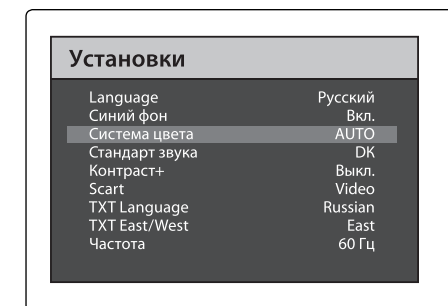 Установки
Language Русский
Синий фон Вкл.
Система цвета AUTO
Стандарт звука DK
Контраст+ Выкл.
Scart Video
TXT Language Russian
TXT East/West East
Частота 60 Гц